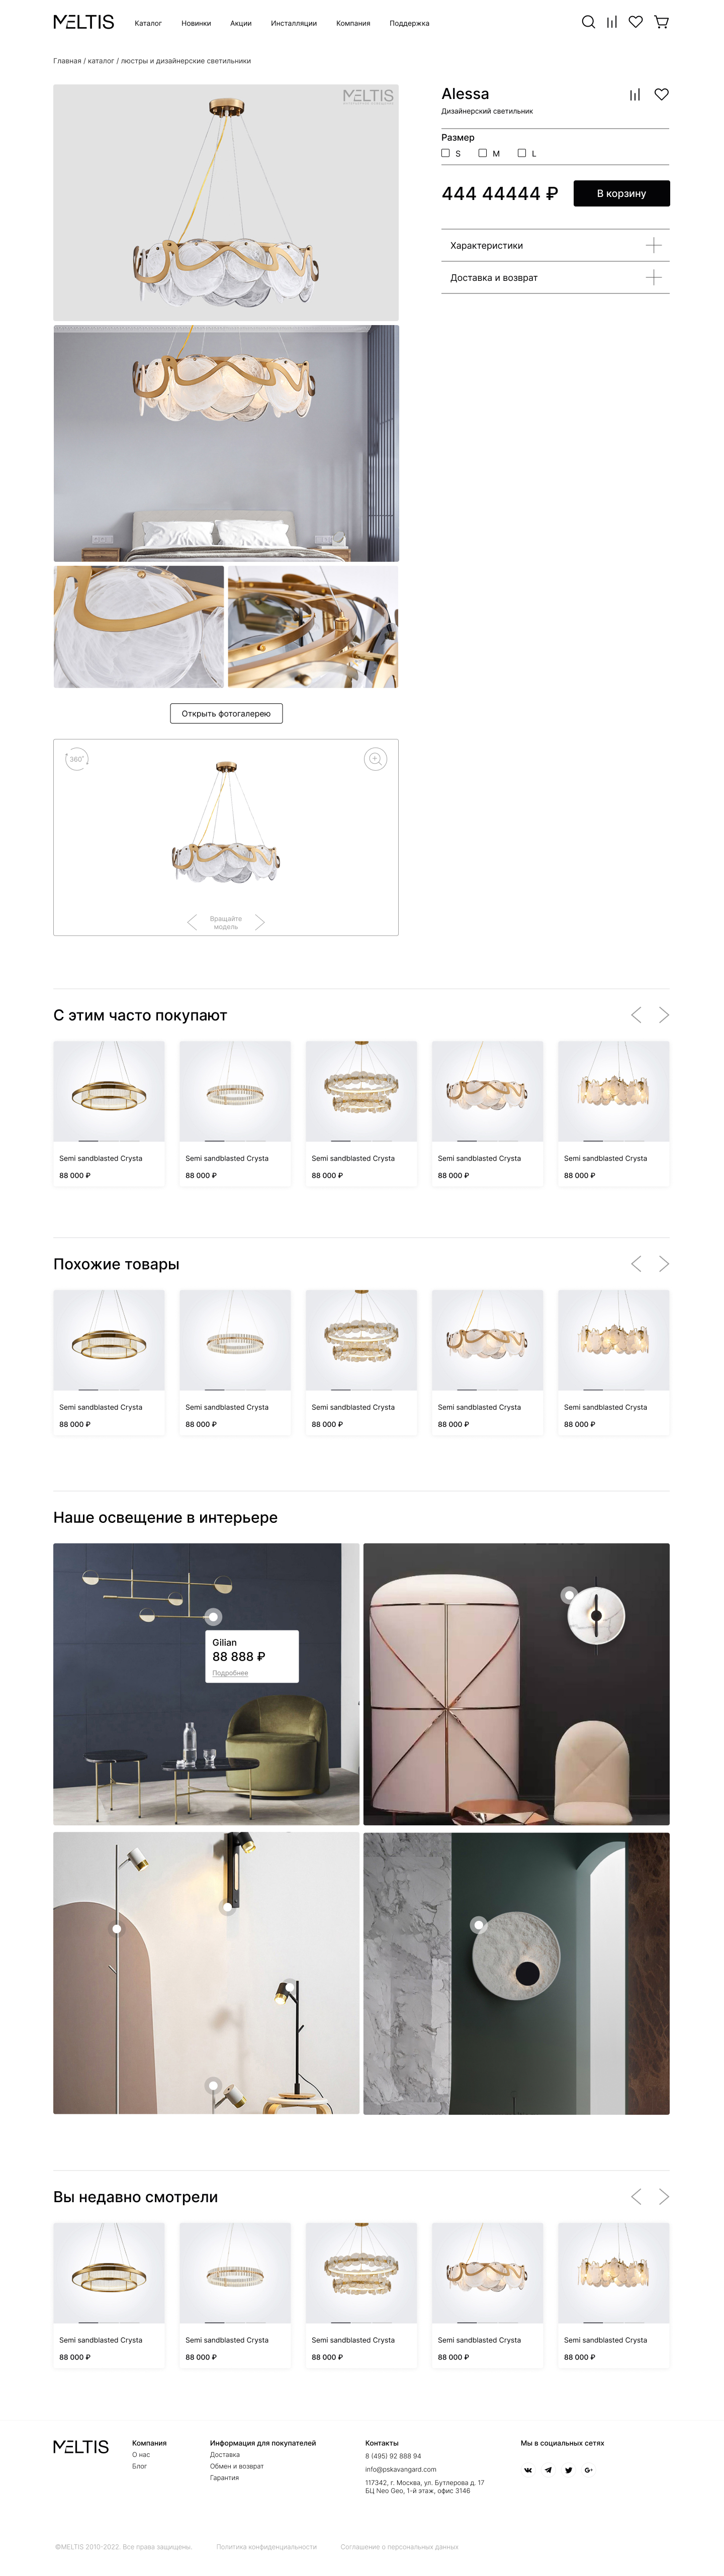 MELTIS
Каталог
Новинки
Акции
Инсталляции
Компания
Поддержка
Главная / каталог / люстры и дизайнерские светильники
MELTIS
Alessa
Дизайнерский светильник
Размер
S
M
L
444 44444 ₽
В корзину
Характеристики
Доставка и возврат
Открыть фотогалерею
360°
Вращайте
модель
С этим часто покупают
Semi sandblasted Crysta
88 000 ₽
Semi sandblasted Crysta
88 000 ₽
Semi sandblasted Crysta
88 000 ₽
Semi sandblasted Crysta
88 000 ₽
Semi sandblasted Crysta
88 000 ₽
Похожие товары
Semi sandblasted Crysta
88 000 ₽
Semi sandblasted Crysta
88 000 ₽
Semi sandblasted Crysta
88 000 ₽
Semi sandblasted Crysta
88 000 ₽
Semi sandblasted Crysta
88 000 ₽
Наше освещение в интерьере
Gilian
88 888 ₽
Подробнее
Вы недавно смотрели
Semi sandblasted Crysta
88 000 ₽
Semi sandblasted Crysta
88 000 ₽
Semi sandblasted Crysta
88 000 ₽
Semi sandblasted Crysta
88 000 ₽
Semi sandblasted Crysta
88 000 ₽
MELTIS
Компания
О нас
Блог
Информация для покупателей
Доставка
Обмен и возврат
Гарантия
Контакты
8 (495) 92 888 94
info@pskavangard.com
117342, г. Москва, ул. Бутлерова д. 17
БЦ Neo Geo, 1-й этаж, офис 3146
Мы в социальных сетях
©MELTIS 2010-2022. Все права защищены.
Политика конфиденциальности
Соглашение о персональных данных